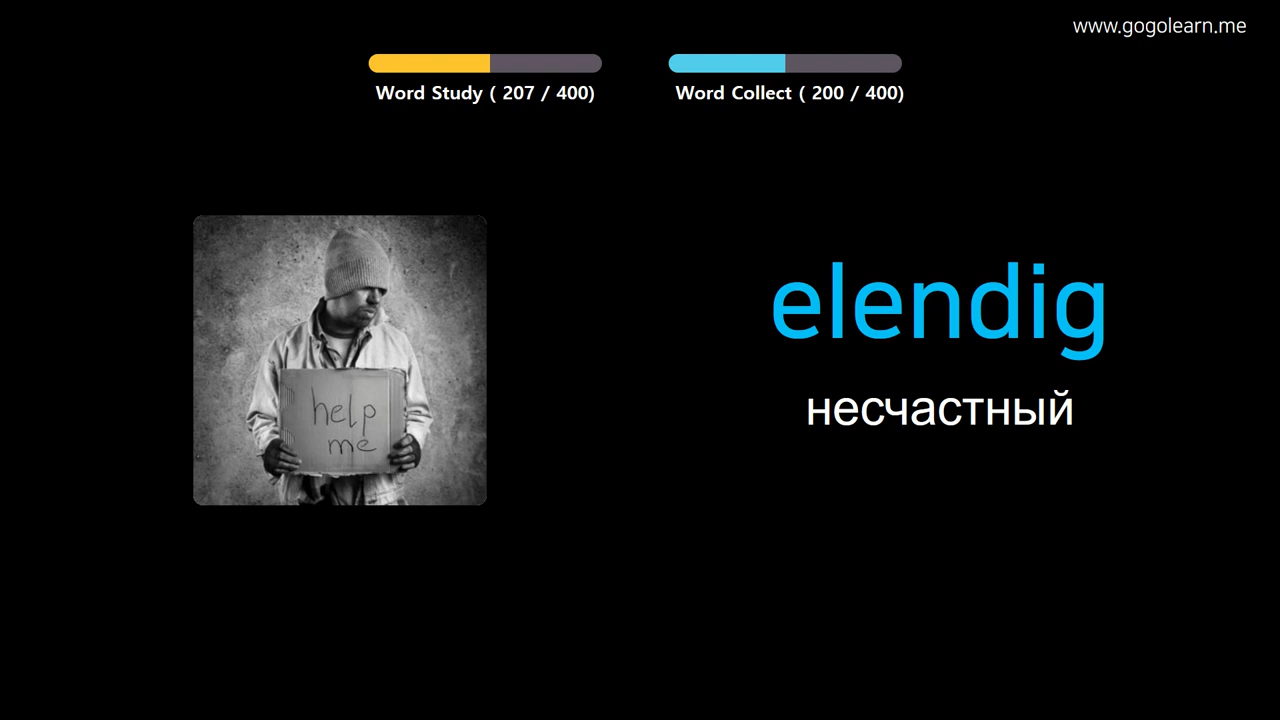 www.gogolearn.me
Word Study ( 207 / 400)
Word Collect ( 200 / 400)
help
me
elendig
несчастный